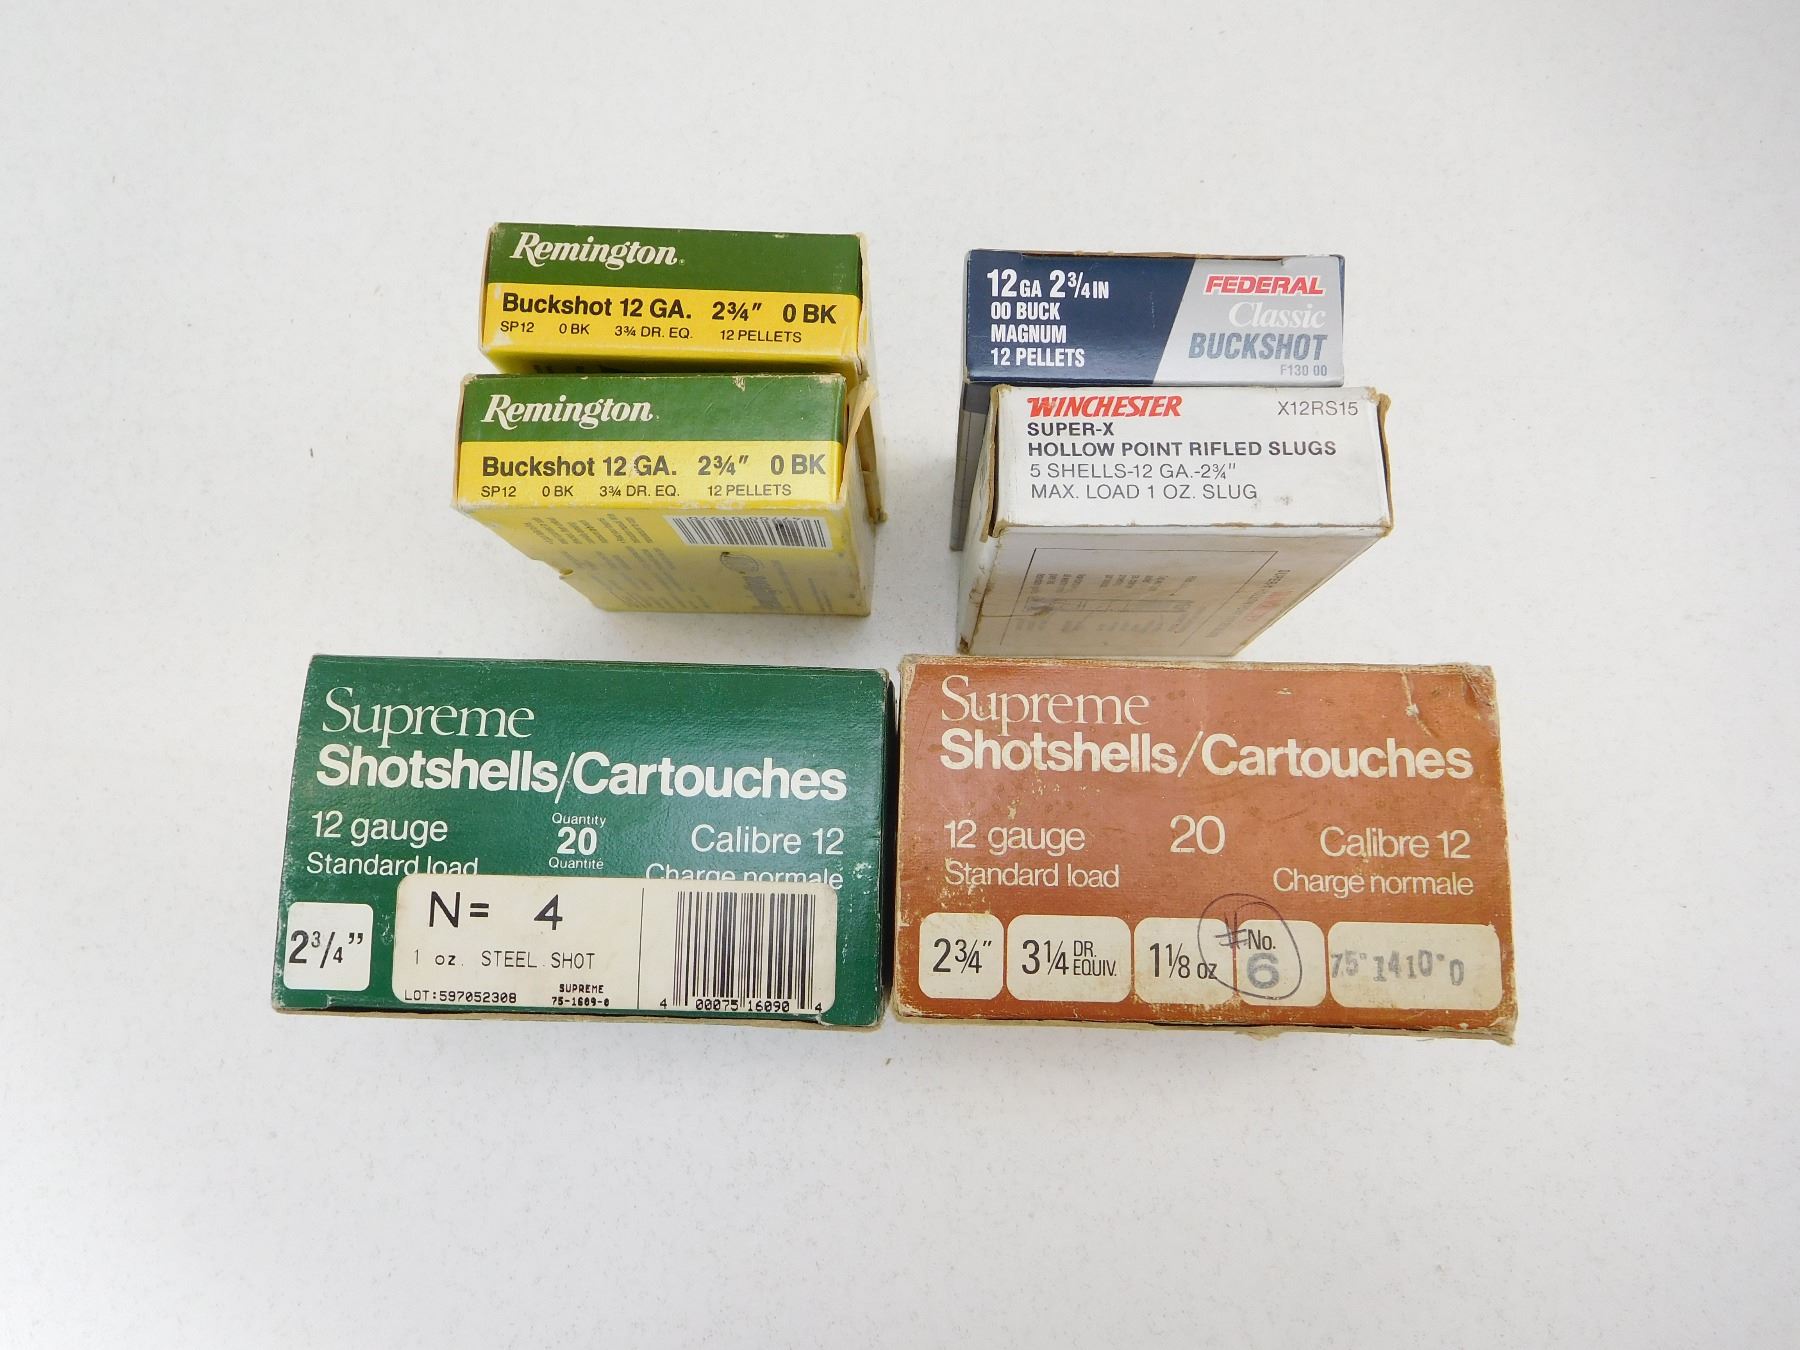 Remington
Buckshot 12 GA. 2¾" 0 BK
SP12 0 BK 3¾ DR. EQ. 12 PELLETS
Remington
Buckshot 12 GA. 2¾" 0 BK
SP12 0 BK 3¾ DR. EQ. 12 PELLETS
12 GA 2¾ IN
00 BUCK
MAGNUM
12 PELLETS
FEDERAL
Classic
BUCKSHOT
F130 00
WINCHESTER X12RS15
SUPER-X
HOLLOW POINT RIFLED SLUGS
5 SHELLS-12 GA.-2¾"
MAX. LOAD 1 OZ. SLUG
Supreme
Shotshells/Cartouches
12 gauge
Standard load
Quantity
20
Quantité
Calibre 12
Charge normale
2¾"
N= 4
1 oz. STEEL SHOT
LOT:597052308
SUPREME
75-1609-0
4 00075 16090 4
Supreme
Shotshells/Cartouches
12 gauge 20 Calibre 12
Standard load Charge normale
2¾" 3¼ DR. EQUIV. 1⅛ oz # No. 6 75-1410-0